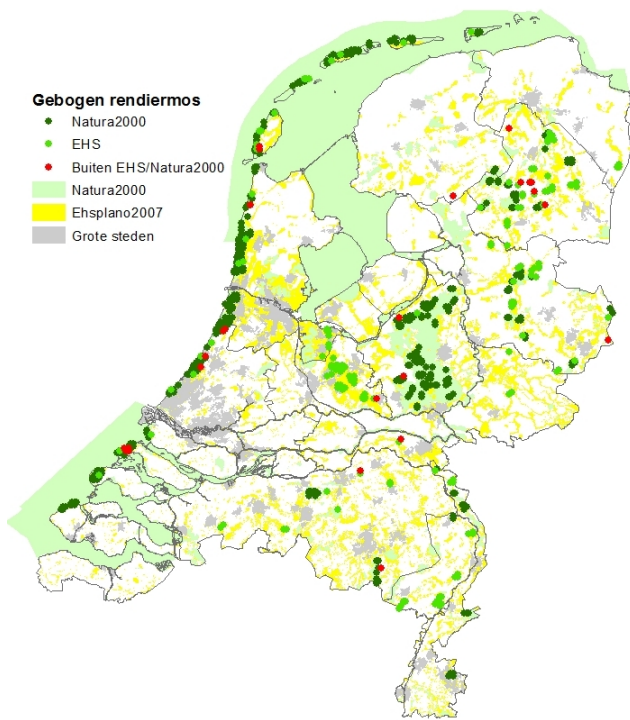 Gebogen rendiermos
Natura2000
EHS
Buiten EHS/Natura2000
Natura2000
Ehsplano2007
Grote steden